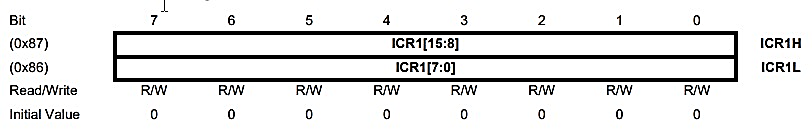 Bit 7 6 5 4 3 2 1 0
(0x87) ICR1[15:8] ICR1H
(0x86) ICR1[7:0] ICR1L
Read/Write R/W R/W R/W R/W R/W R/W R/W R/W
Initial Value 0 0 0 0 0 0 0 0